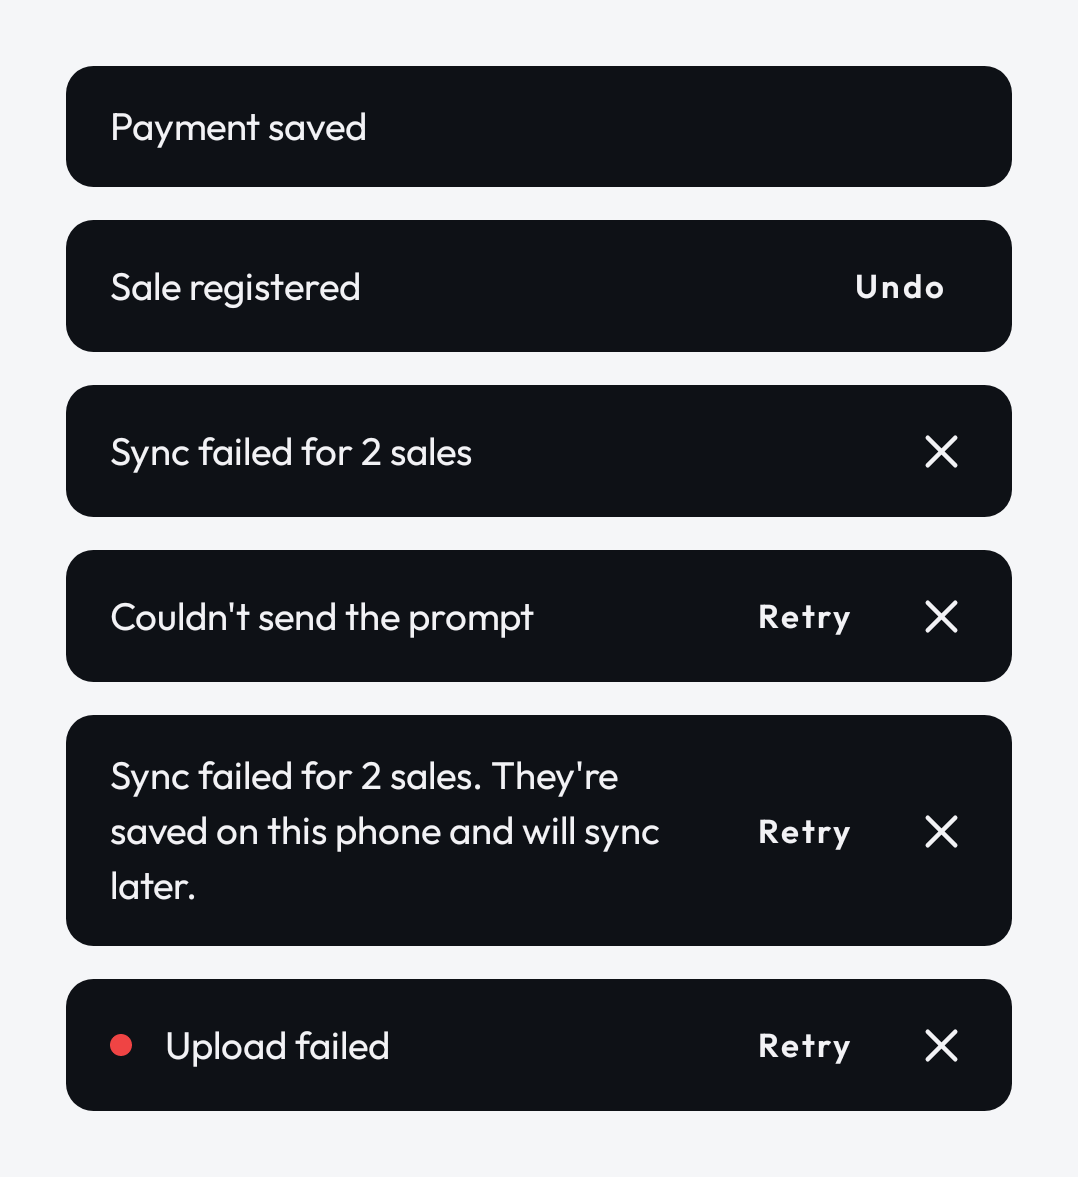 Payment saved
Sale registered Undo
Sync failed for 2 sales
Couldn't send the prompt Retry
Sync failed for 2 sales. They're
saved on this phone and will sync Retry
later.
Upload failed Retry